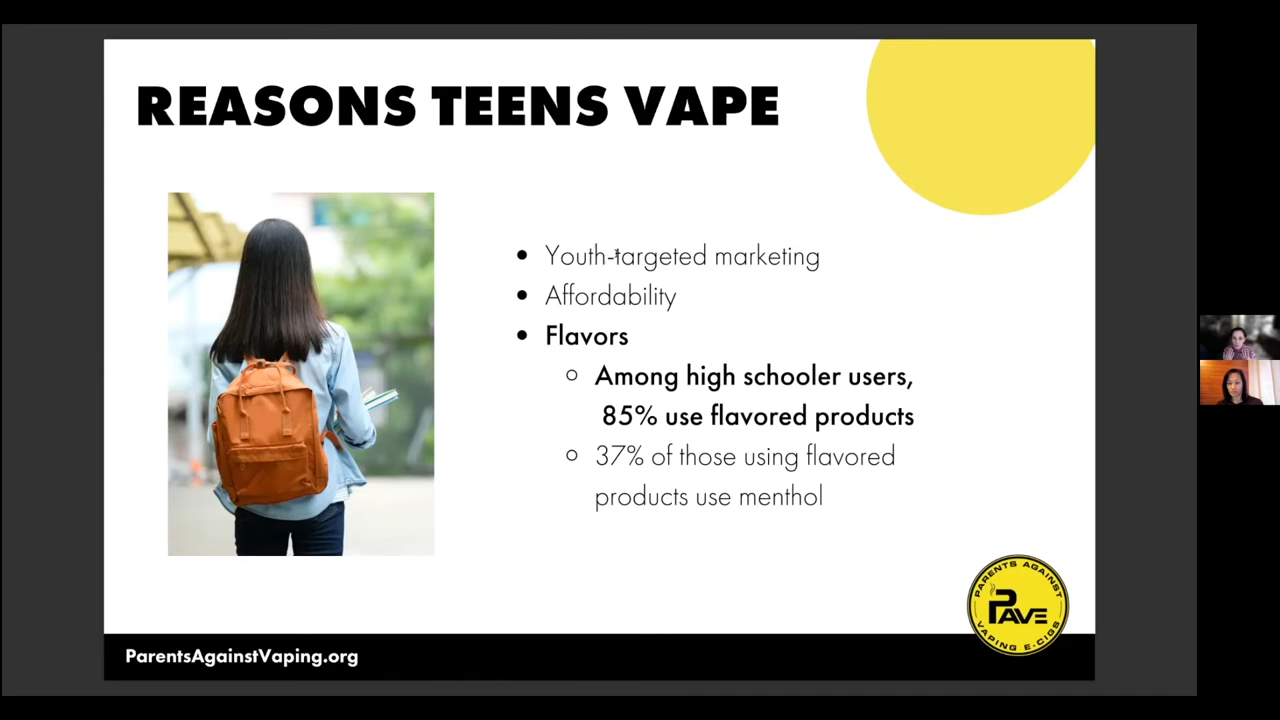 REASONS TEENS VAPE
Youth-targeted marketing
Affordability
Flavors
Among high schooler users,
85% use flavored products
37% of those using flavored
products use menthol
PARENTS AGAINST
PAVE
VAPING E-CIGS
ParentsAgainstVaping.org